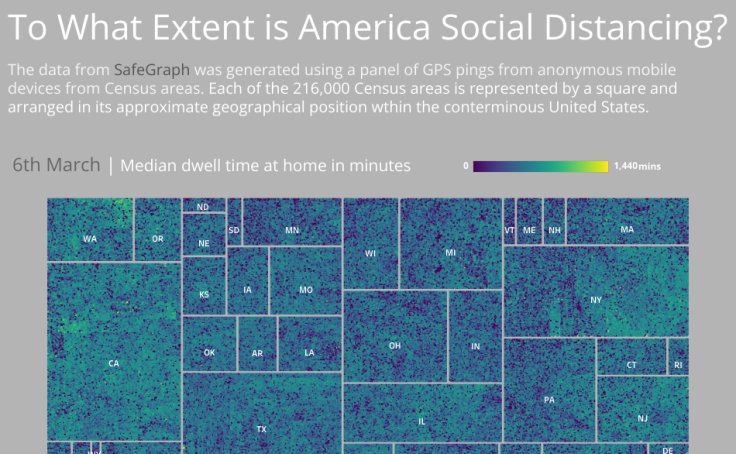 To What Extent is America Social Distancing?
The data from SafeGraph was generated using a panel of GPS pings from anonymous mobile
devices from Census areas. Each of the 216,000 Census areas is represented by a square and
arranged in its approximate geographical position wthin the conterminous United States.
6th March | Median dwell time at home in minutes
0 1,440 mins
ND
WA OR NE SD MN WI MI VT ME NH MA
KS IA MO NY
CA OK AR LA OH IN CT RI
TX IL PA NJ
DE